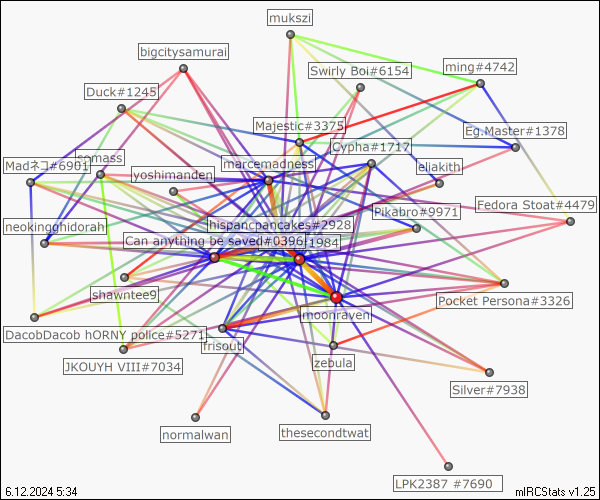 mukszi
bigcitysamurai
ming#4742
Swirly Boi#6154
Duck#1245
Majestic#3375
Eg.Master#1378
Cypha#1717
somass
marcemadness
Madネコ#6901
yoshimanden
eliakith
Fedora Stoat#4479
Pikabro#9971
neokingghidorah
hispancpancakes#2928
Can anything be saved#0396
1984
shawntee9
Pocket Persona#3326
moonraven
DacobDacob hORNY police#5271
frisout
zebula
JKOUYH VIII#7034
Silver#7938
normalwan
thesecondtwat
LPK2387 #7690
6.12.2024 5:34
mIRCStats v1.25